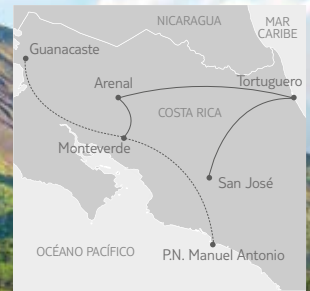 NICARAGUA
MAR
CARIBE
Guanacaste
Arenal
Tortuguero
COSTA RICA
Monteverde
San José
OCÉANO PACÍFICO
P.N. Manuel Antonio